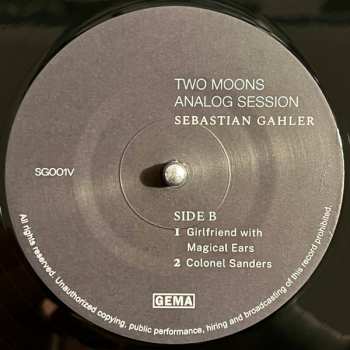 TWO MOONS
ANALOG SESSION
SEBASTIAN GAHLER
SG001V
SIDE B
1 Girlfriend with
Magical Ears
2 Colonel Sanders
GEMA
All rights reserved. Unauthorized copying, public performance, hiring and broadcasting of this record prohibited.